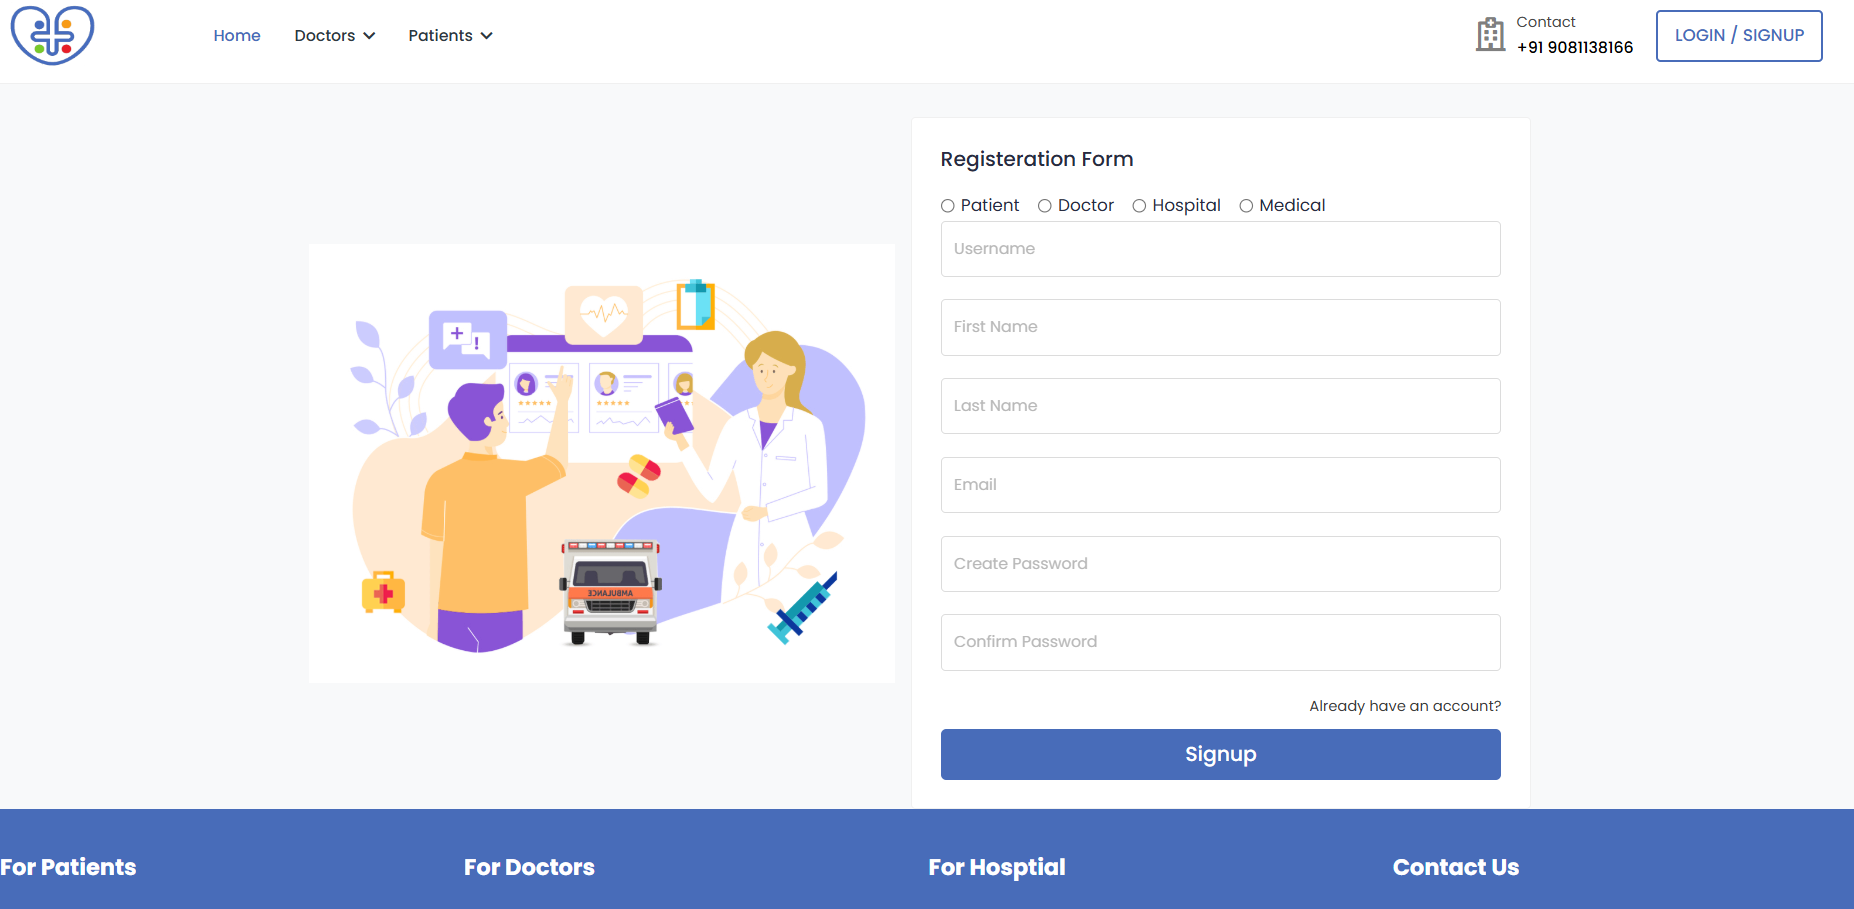 Home
Doctors
Patients
Contact
+91 9081138166
LOGIN / SIGNUP
Registeration Form
Patient
Doctor
Hospital
Medical
Username
First Name
Last Name
Email
Create Password
Confirm Password
Already have an account?
Signup
AMBULANCE
For Patients
For Doctors
For Hosptial
Contact Us